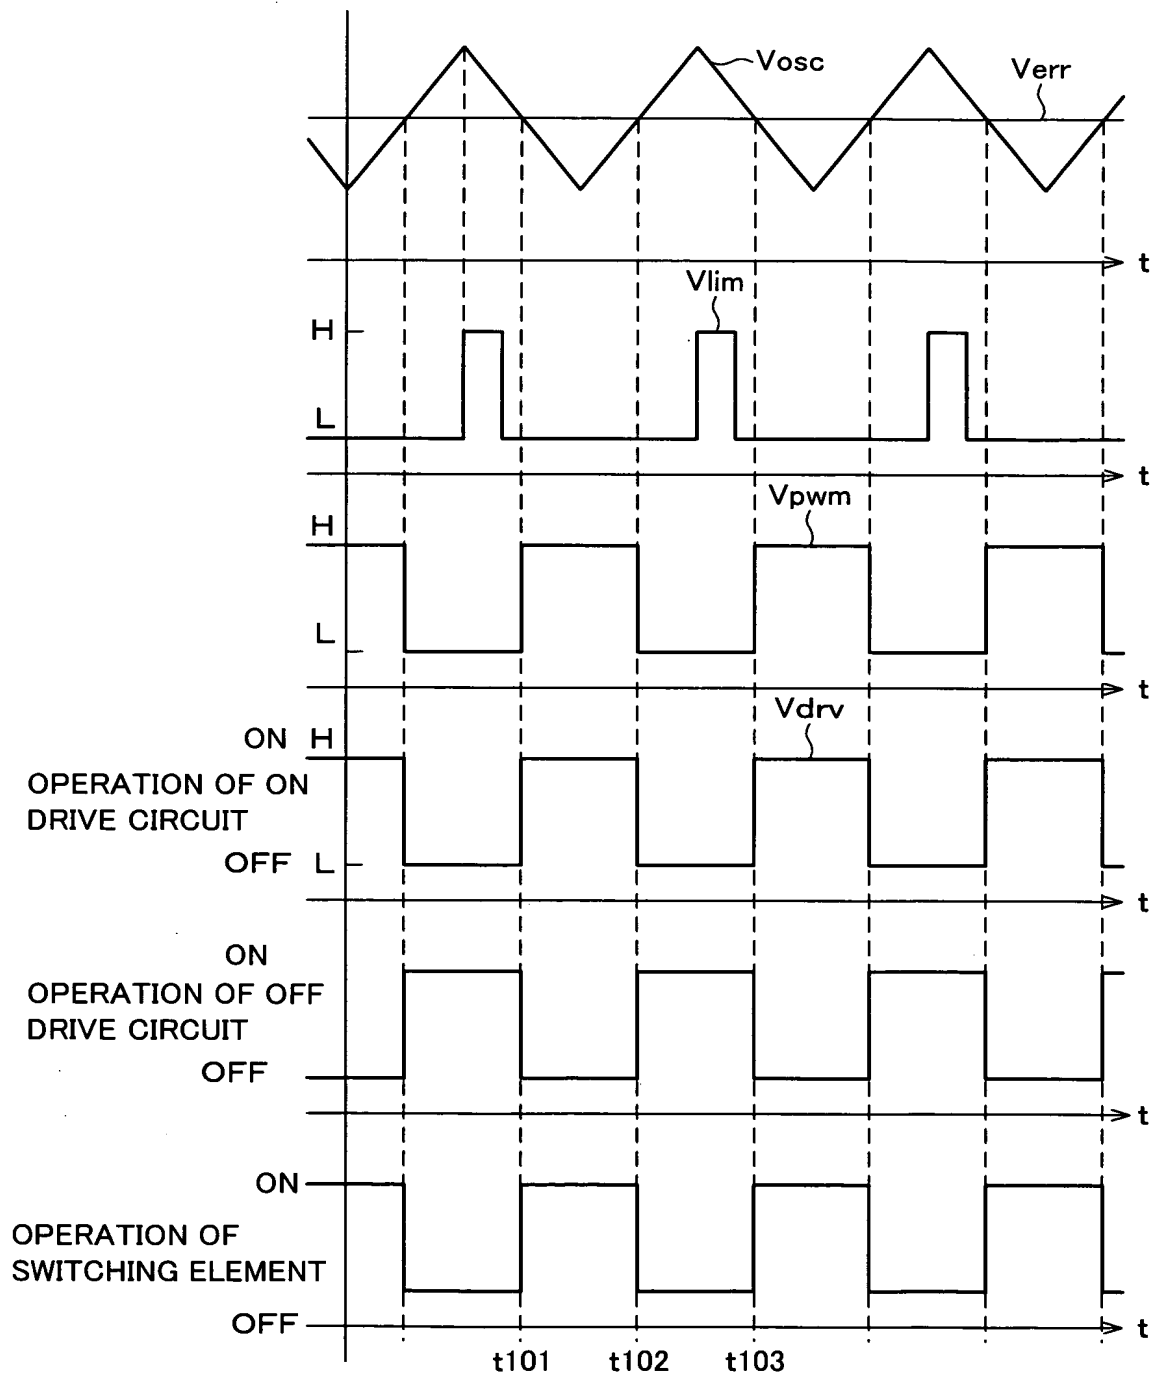 Vosc
Verr
t
Vlim
H
L
t
Vpwm
H
L
t
Vdrv
ON H
OPERATION OF ON
DRIVE CIRCUIT
OFF L
t
ON
OPERATION OF OFF
DRIVE CIRCUIT
OFF
t
ON
OPERATION OF
SWITCHING ELEMENT
OFF
t
t101 t102 t103